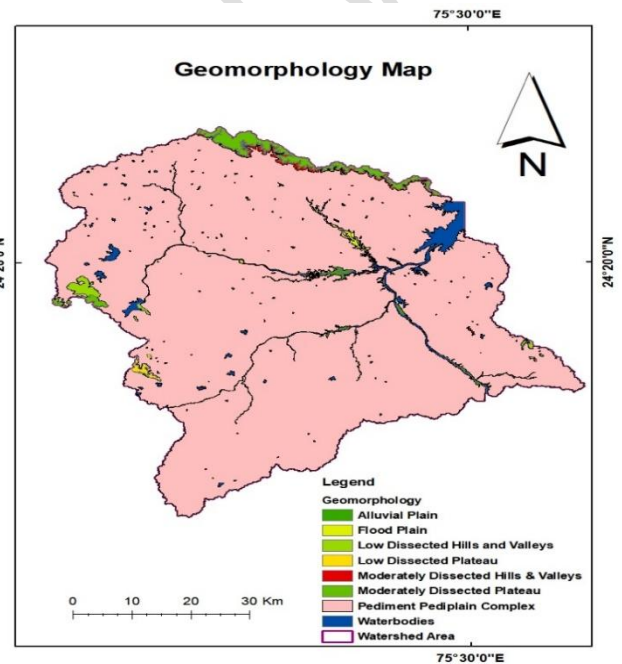 75°30'0"E
Geomorphology Map
N
24°20'0"N
Legend
Geomorphology
Alluvial Plain
Flood Plain
Low Dissected Hills and Valleys
Low Dissected Plateau
Moderately Dissected Hills & Valleys
Moderately Dissected Plateau
Pediment Pediplain Complex
Waterbodies
Watershed Area
0 10 20 30 Km
75°30'0"E